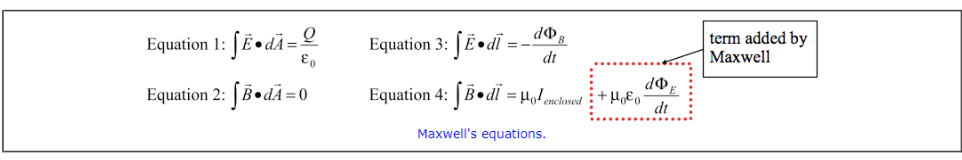 Equation 1: ∫E⃗•dA⃗ = Q/ε₀
Equation 3: ∫E⃗•dl⃗ = −dΦ_B/dt
term added by
Maxwell
Equation 2: ∫B⃗•dA⃗ = 0
Equation 4: ∫B⃗•dl⃗ = μ₀I_enclosed + μ₀ε₀ dΦ_E/dt
Maxwell's equations.